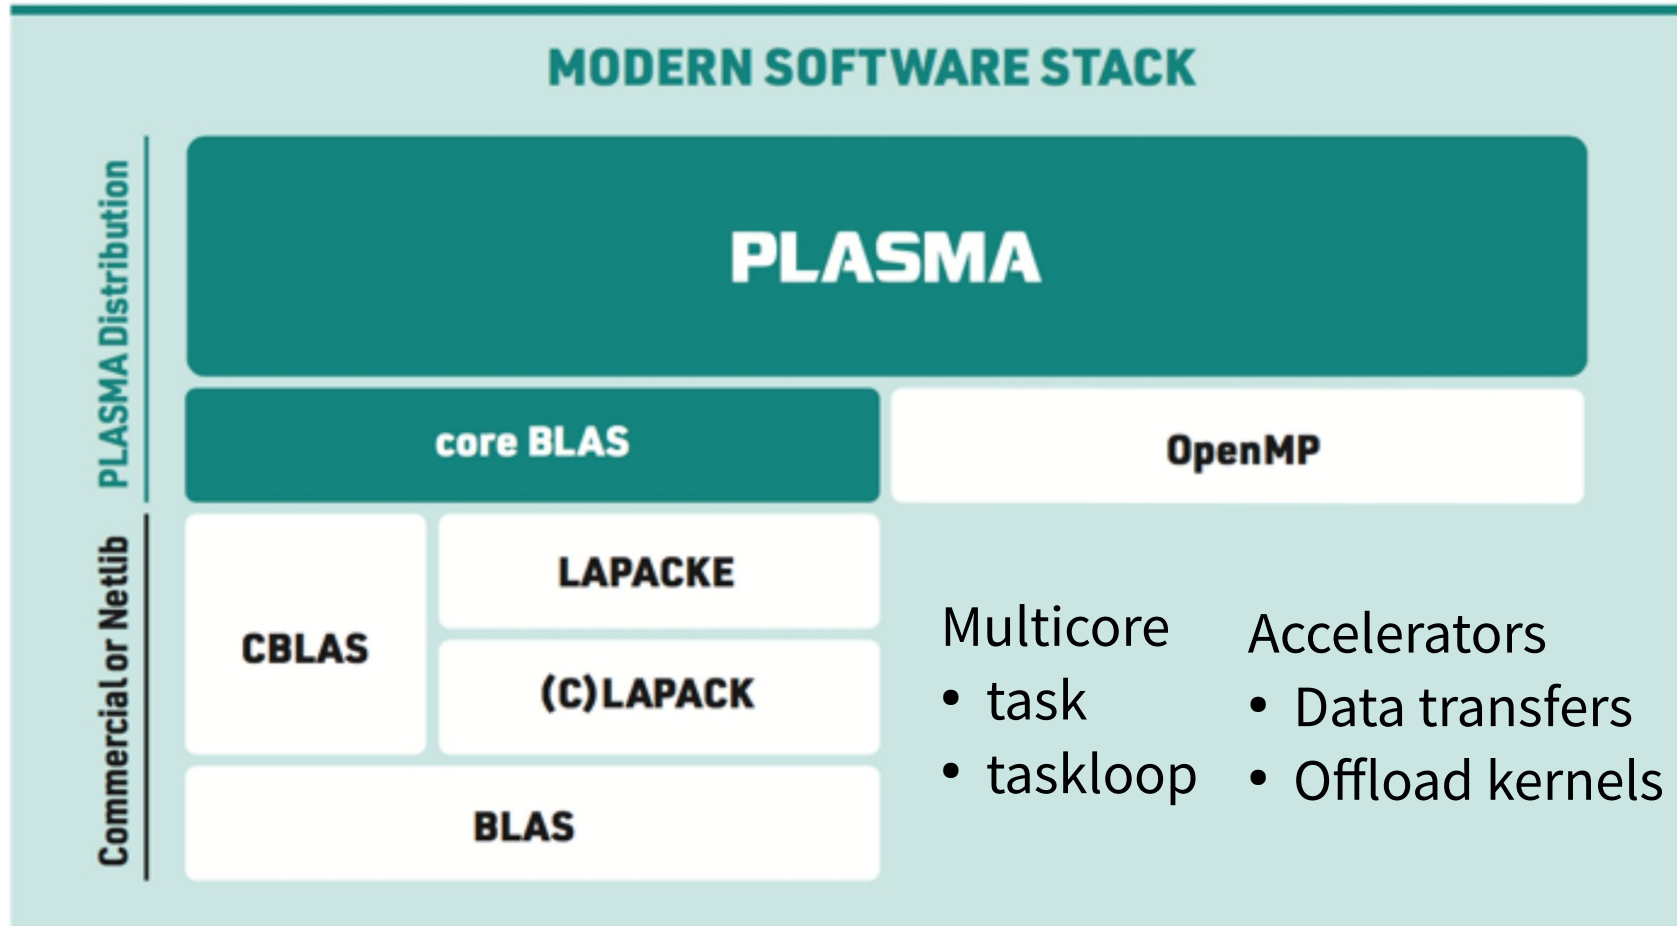 MODERN SOFTWARE STACK
PLASMA Distribution
PLASMA
core BLAS
OpenMP
Commercial or Netlib
CBLAS
LAPACKE
(C)LAPACK
BLAS
Multicore
• task
• taskloop
Accelerators
• Data transfers
• Offload kernels